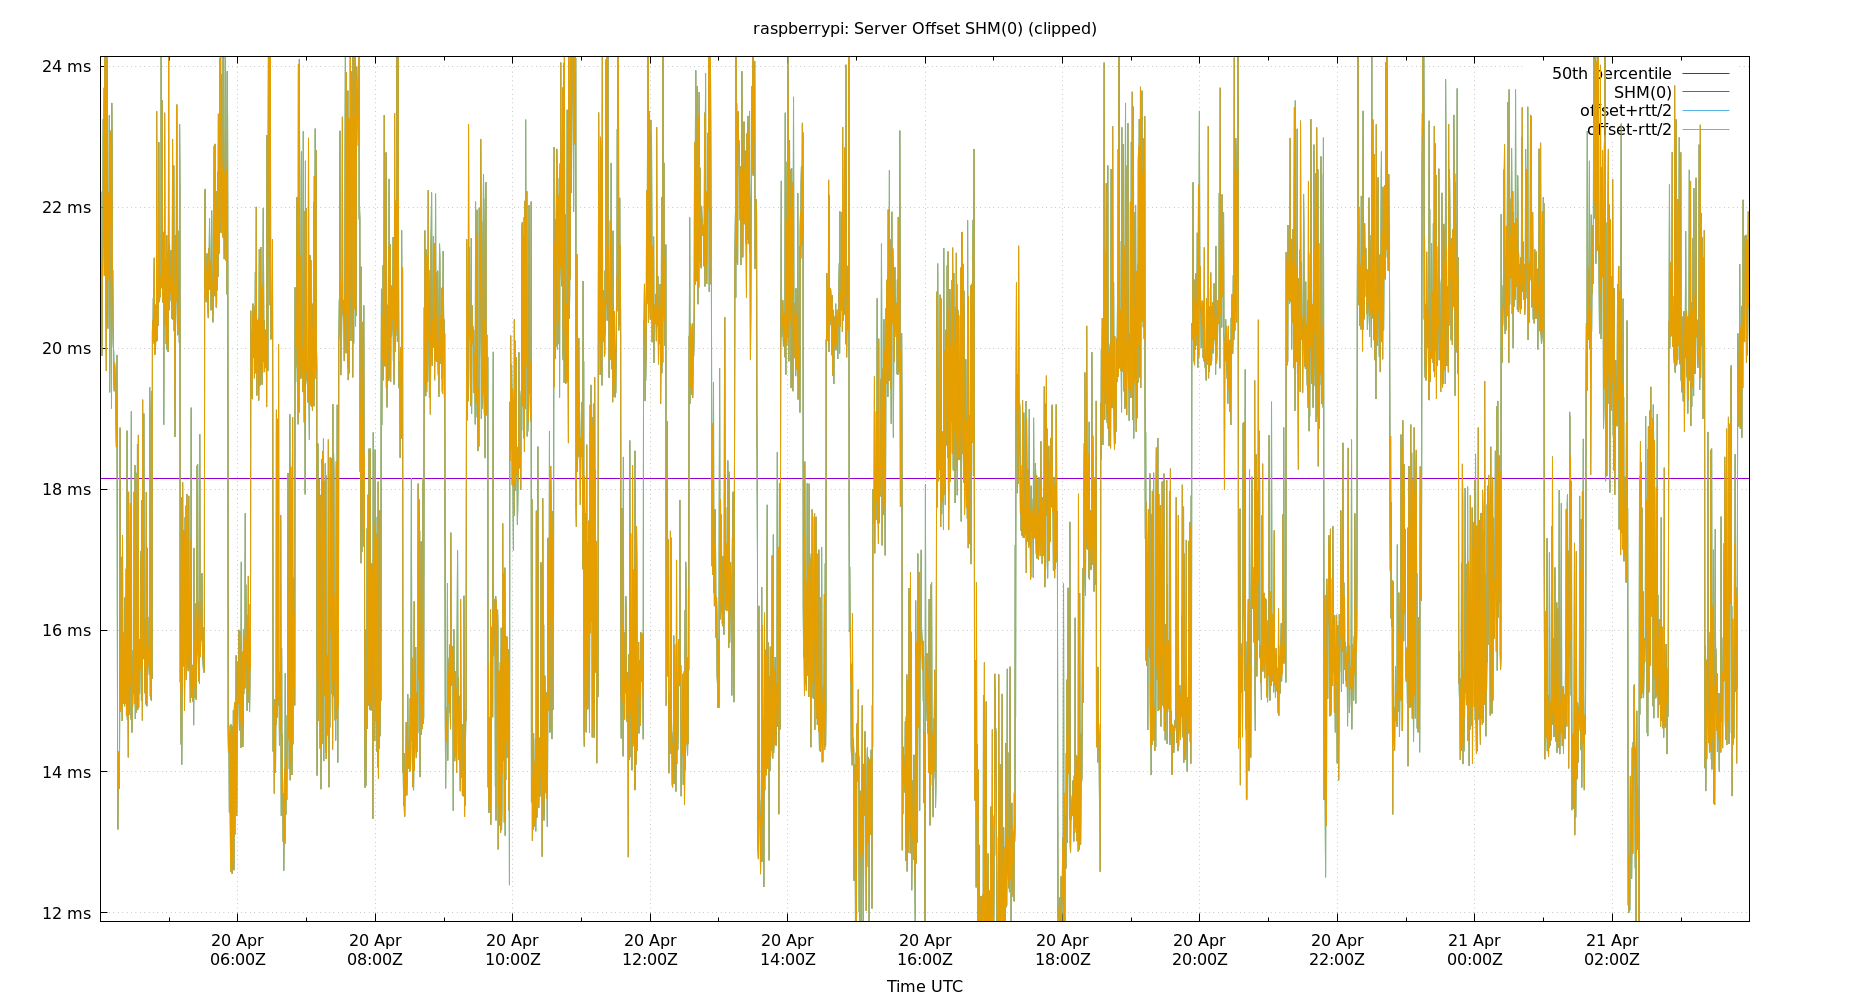 raspberrypi: Server Offset SHM(0) (clipped)
24 ms
22 ms
20 ms
18 ms
16 ms
14 ms
12 ms
50th percentile
SHM(0)
offset+rtt/2
offset-rtt/2
20 Apr 20 Apr 20 Apr 20 Apr 20 Apr 20 Apr 20 Apr 20 Apr 20 Apr 21 Apr 21 Apr
06:00Z 08:00Z 10:00Z 12:00Z 14:00Z 16:00Z 18:00Z 20:00Z 22:00Z 00:00Z 02:00Z
Time UTC